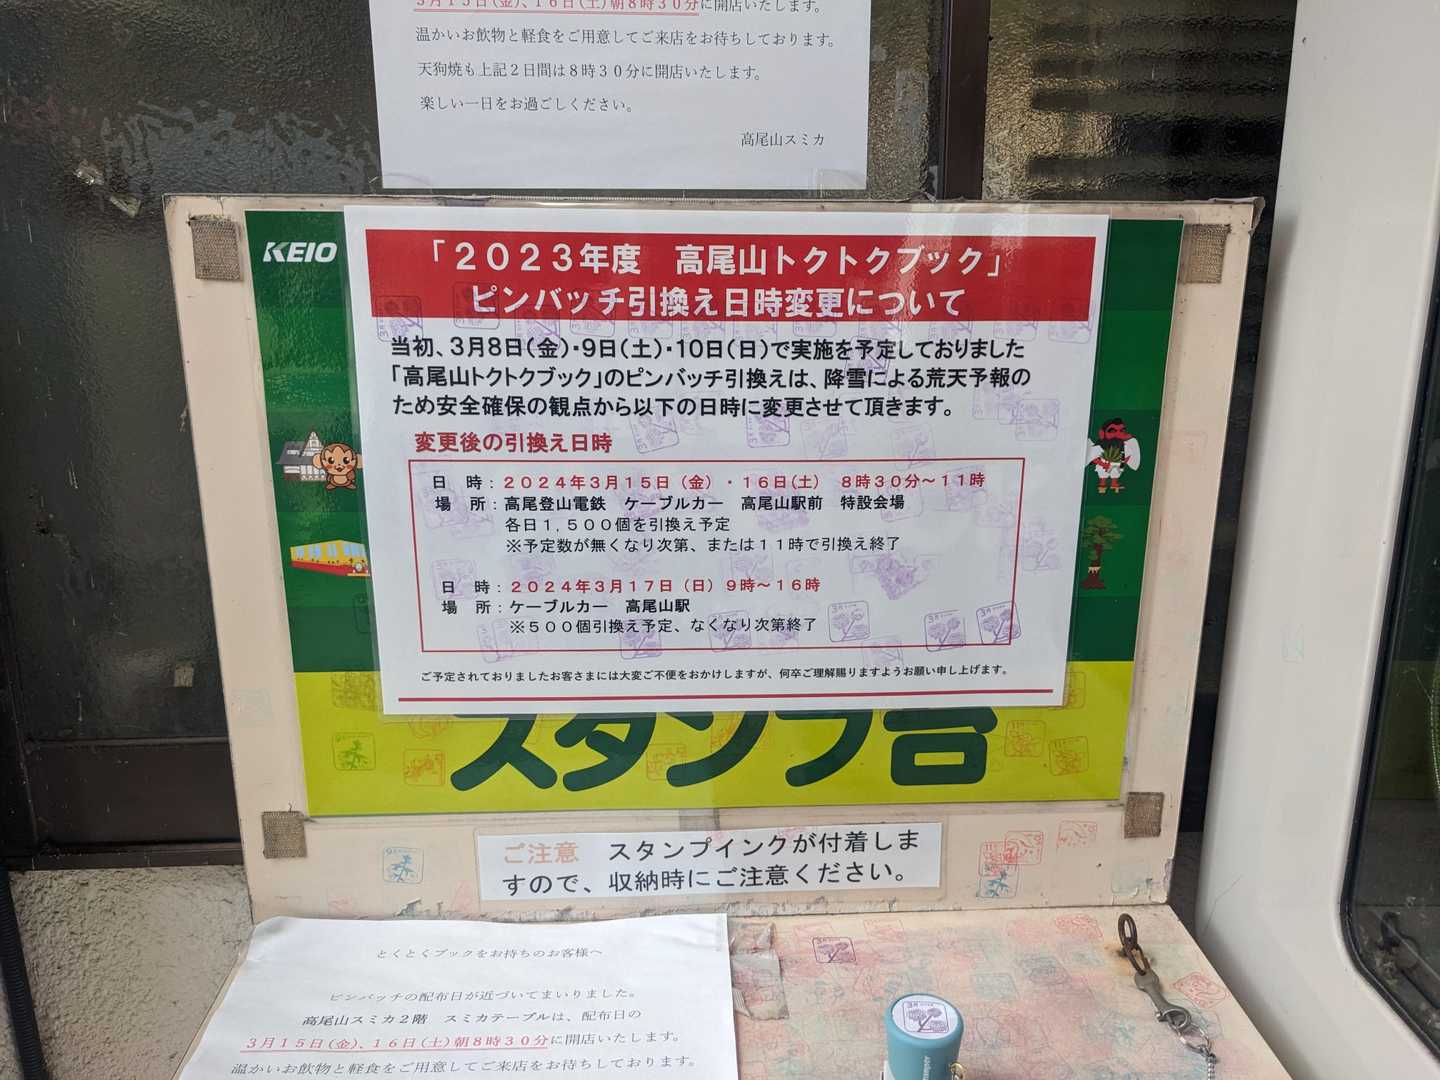 3月15日(金)、16日(土)朝8時30分に開店いたします。
温かいお飲物と軽食をご用意してご来店をお待ちしております。
天狗焼も上記2日間は8時30分に開店いたします。
楽しい一日をお過ごしください。
高尾山スミカ
KEIO
「2023年度 高尾山トクトクブック」
ピンバッチ引換え日時変更について
当初、3月8日(金)・9日(土)・10日(日)で実施を予定しておりました
「高尾山トクトクブック」のピンバッチ引換えは、降雪による荒天予報の
ため安全確保の観点から以下の日時に変更させて頂きます。
変更後の引換え日時
日 時：2024年3月15日(金)・16日(土) 8時30分～11時
場 所：高尾登山電鉄 ケーブルカー 高尾山駅前 特設会場
各日1,500個を引換え予定
※予定数が無くなり次第、または11時で引換え終了
日 時：2024年3月17日(日)9時～16時
場 所：ケーブルカー 高尾山駅
※500個引換え予定、なくなり次第終了
ご予定されておりましたお客さまには大変ご不便をおかけしますが、何卒ご理解賜りますようお願い申し上げます。
スタンプ台
ご注意 スタンプインクが付着しま
すので、収納時にご注意ください。
とくとくブックをお持ちのお客様へ
ピンバッチの配布日が近づいてまいりました。
高尾山スミカ2階 スミカテーブルは、配布日の
3月15日(金)、16日(土)朝8時30分に開店いたします。
温かいお飲物と軽食をご用意してご来店をお待ちしております。
3月